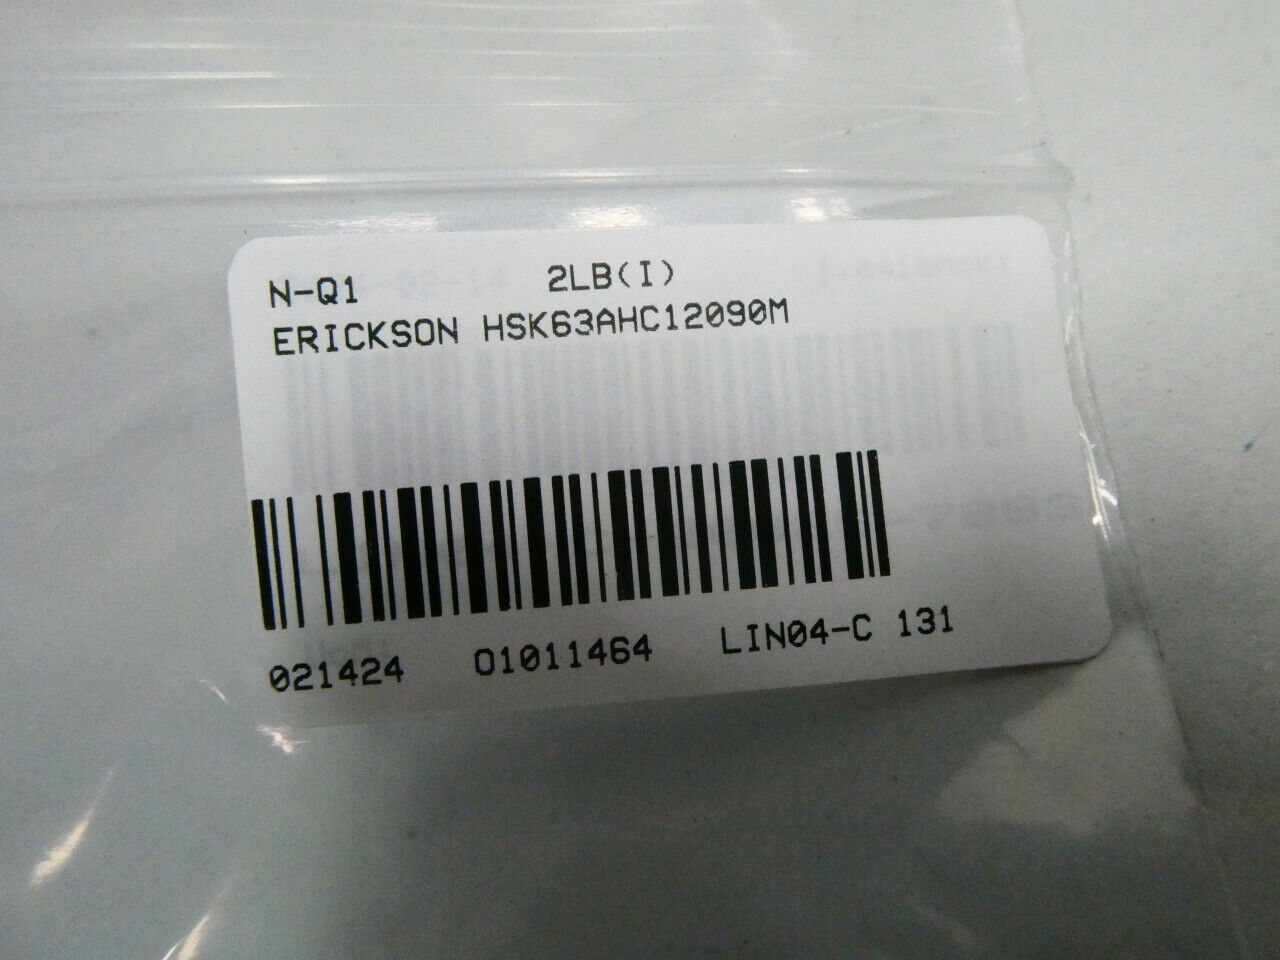 N-Q1 2LB(I)
ERICKSON HSK63AHC12090M
021424 01011464 LIN04-C 131